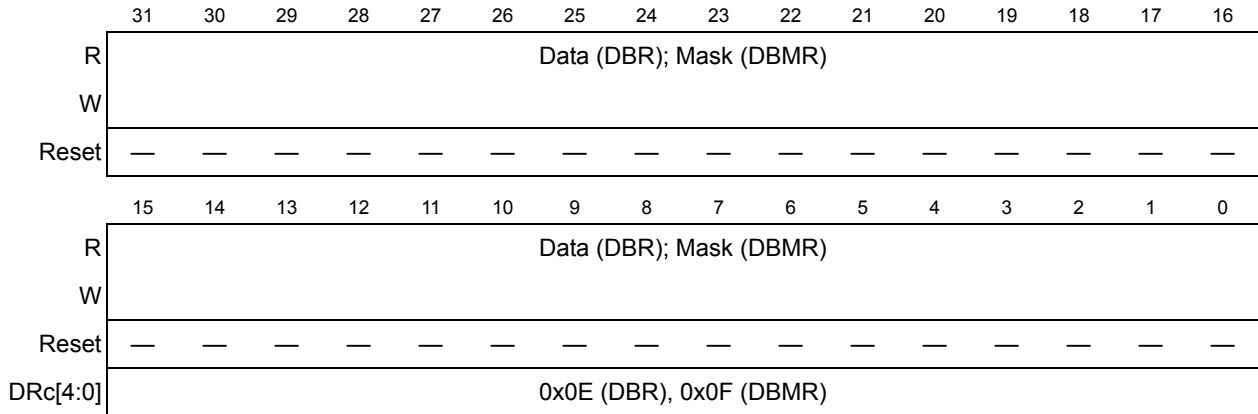 31 30 29 28 27 26 25 24 23 22 21 20 19 18 17 16
R Data (DBR); Mask (DBMR)
W
Reset — — — — — — — — — — — — — — — —
15 14 13 12 11 10 9 8 7 6 5 4 3 2 1 0
R Data (DBR); Mask (DBMR)
W
Reset — — — — — — — — — — — — — — — —
DRc[4:0] 0x0E (DBR), 0x0F (DBMR)